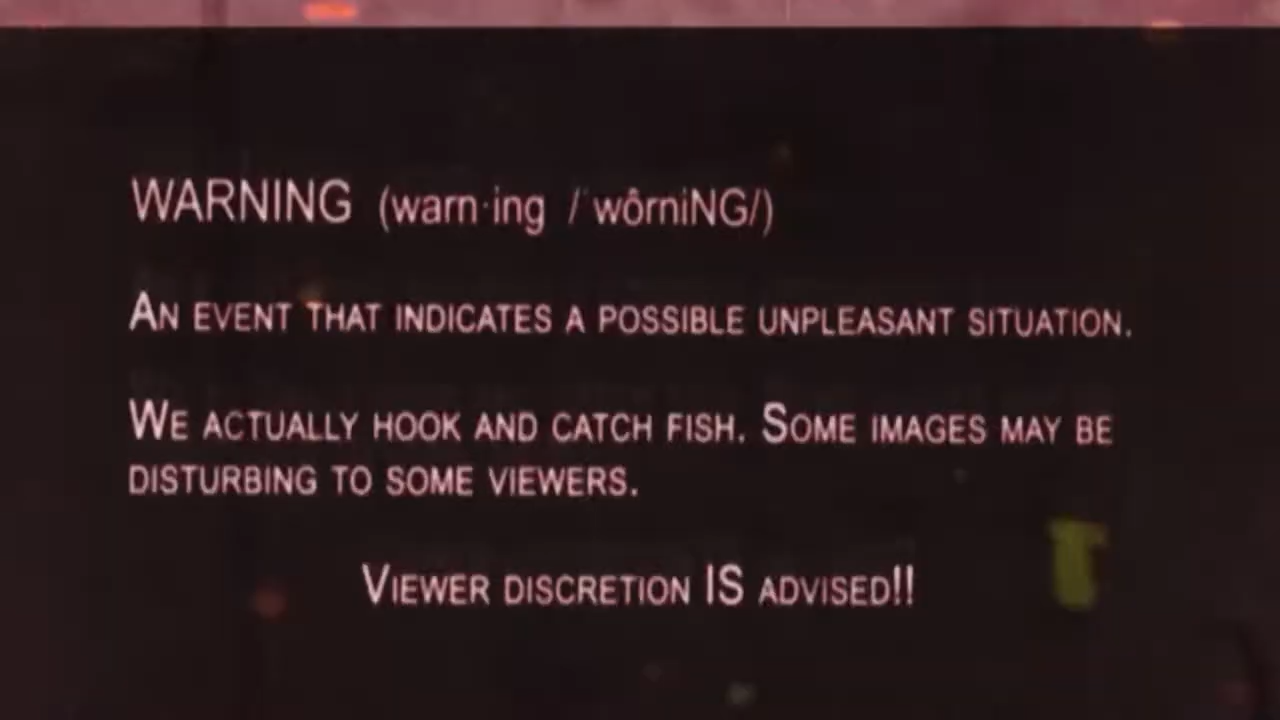 WARNING (warn·ing /ˈwôrniNG/)
AN EVENT THAT INDICATES A POSSIBLE UNPLEASANT SITUATION.
WE ACTUALLY HOOK AND CATCH FISH. SOME IMAGES MAY BE
DISTURBING TO SOME VIEWERS.
VIEWER DISCRETION IS ADVISED!!